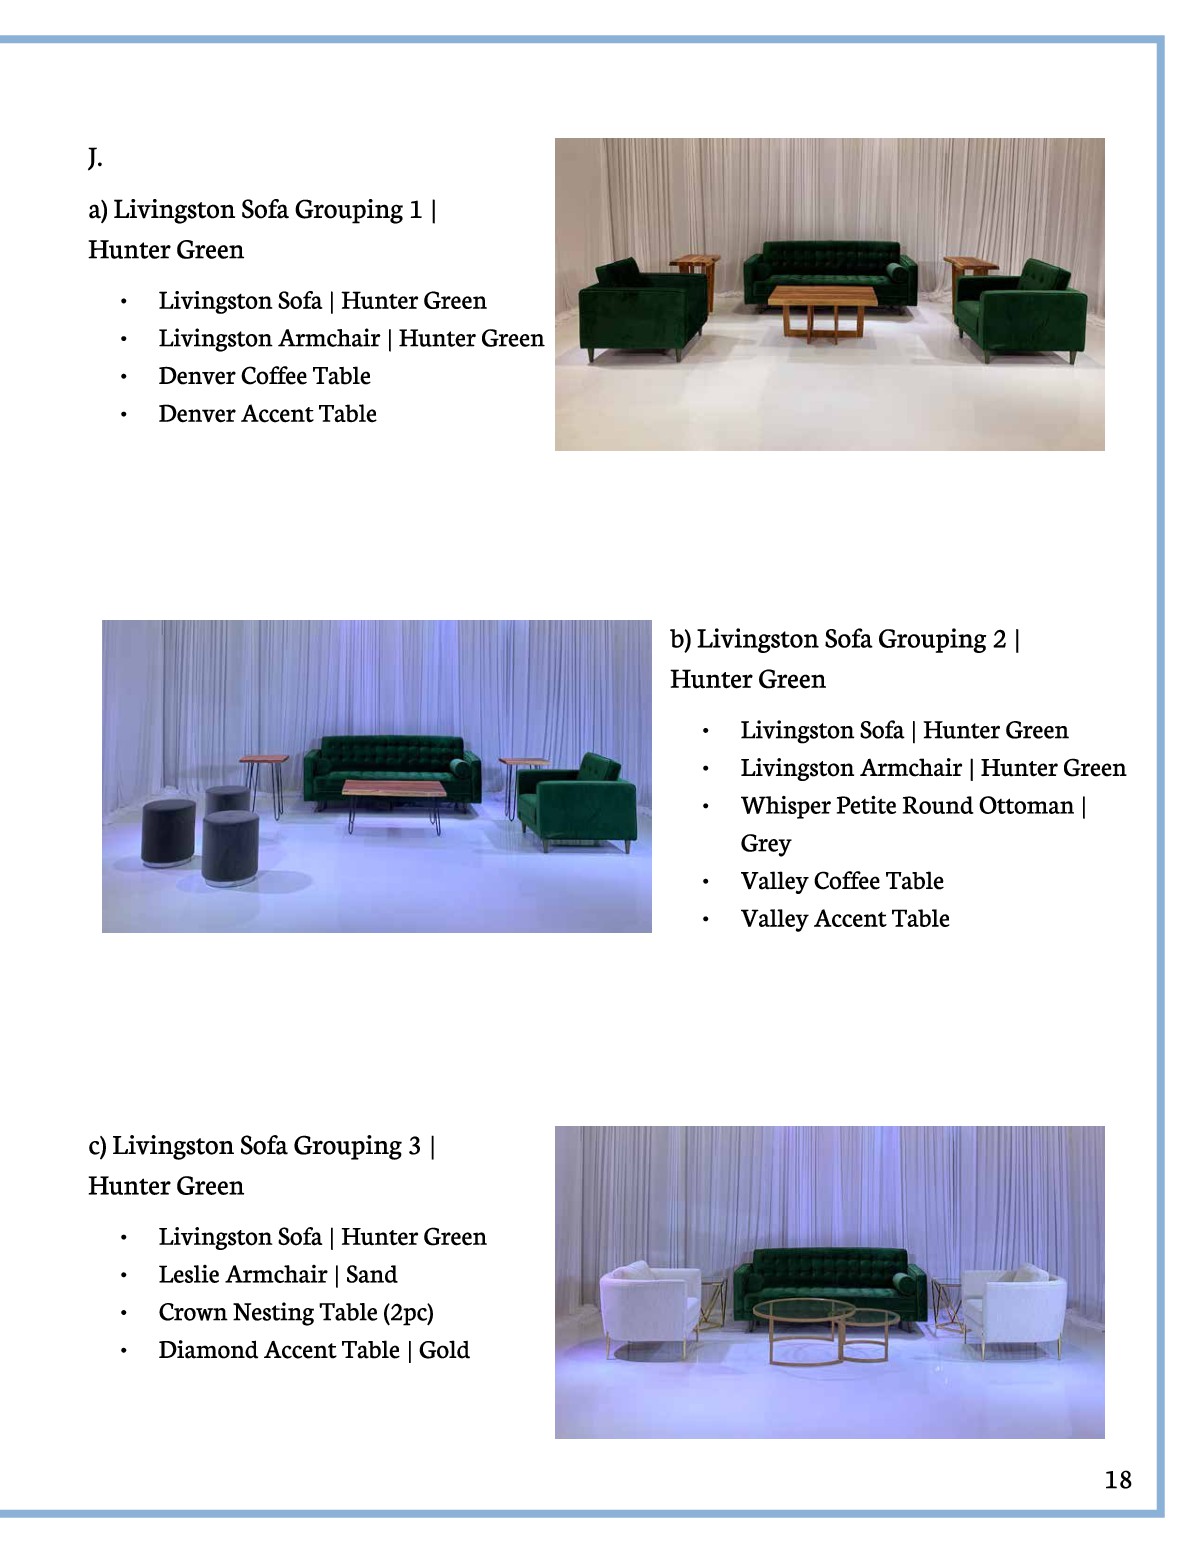 J.
a) Livingston Sofa Grouping 1 |
Hunter Green
• Livingston Sofa | Hunter Green
• Livingston Armchair | Hunter Green
• Denver Coffee Table
• Denver Accent Table
b) Livingston Sofa Grouping 2 |
Hunter Green
• Livingston Sofa | Hunter Green
• Livingston Armchair | Hunter Green
• Whisper Petite Round Ottoman |
Grey
• Valley Coffee Table
• Valley Accent Table
c) Livingston Sofa Grouping 3 |
Hunter Green
• Livingston Sofa | Hunter Green
• Leslie Armchair | Sand
• Crown Nesting Table (2pc)
• Diamond Accent Table | Gold
18